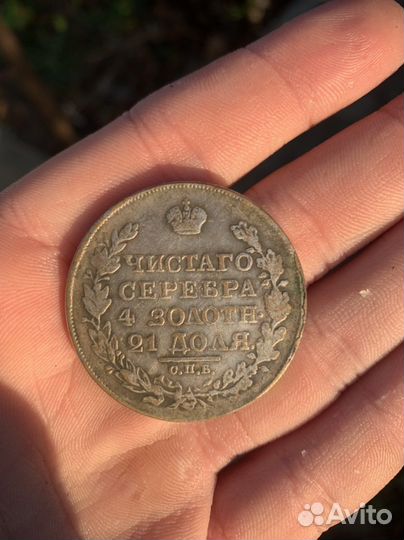 ЧИСТАГО
СЕРЕБРА
4 ЗОЛОТН.
21 ДОЛЯ.
С.П.Б.
Avito